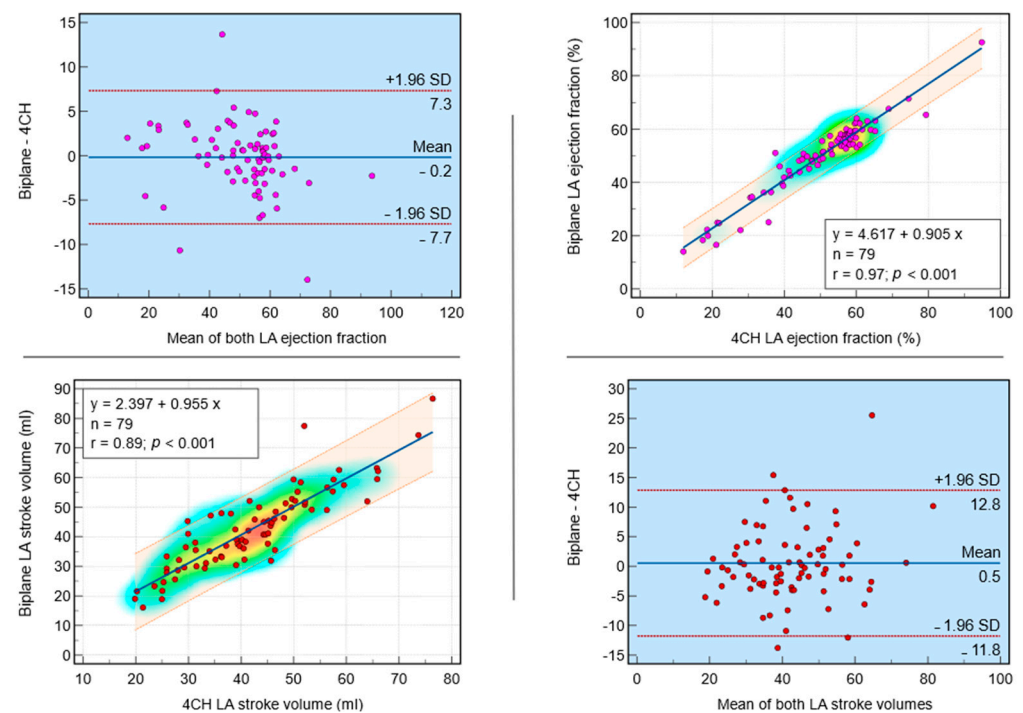 15
10
5
0
-5
-10
-15
Biplane - 4CH
+1.96 SD
7.3
Mean
- 0.2
- 1.96 SD
- 7.7
0 20 40 60 80 100 120
Mean of both LA ejection fraction
100
80
60
40
20
0
Biplane LA ejection fraction (%)
y = 4.617 + 0.905 x
n = 79
r = 0.97; p < 0.001
0 20 40 60 80 100
4CH LA ejection fraction (%)
90
80
70
60
50
40
30
20
10
0
Biplane LA stroke volume (ml)
y = 2.397 + 0.955 x
n = 79
r = 0.89; p < 0.001
10 20 30 40 50 60 70 80
4CH LA stroke volume (ml)
30
25
20
15
10
5
0
-5
-10
-15
Biplane - 4CH
+1.96 SD
12.8
Mean
0.5
- 1.96 SD
- 11.8
0 20 40 60 80 100
Mean of both LA stroke volumes